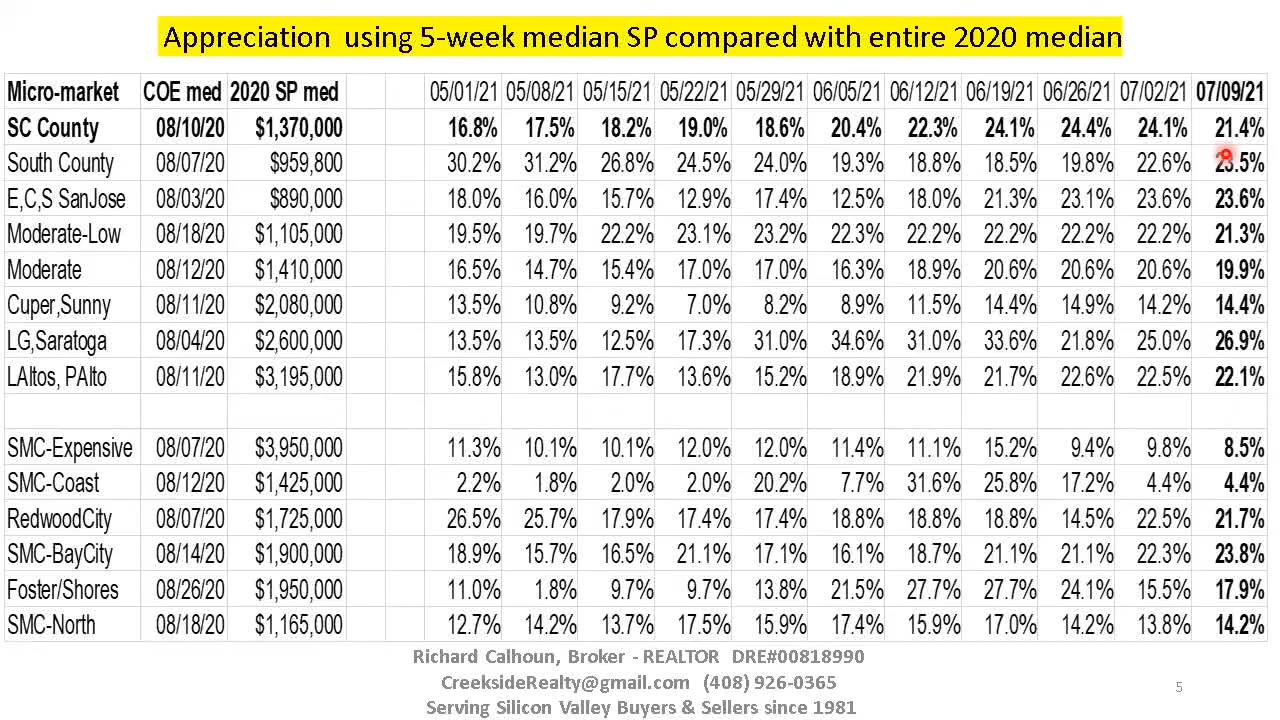 Appreciation using 5-week median SP compared with entire 2020 median
Micro-market COE med 2020 SP med 05/01/21 05/08/21 05/15/21 05/22/21 05/29/21 06/05/21 06/12/21 06/19/21 06/26/21 07/02/21 07/09/21
SC County 08/10/20 $1,370,000 16.8% 17.5% 18.2% 19.0% 18.6% 20.4% 22.3% 24.1% 24.4% 24.1% 21.4%
South County 08/07/20 $959,800 30.2% 31.2% 26.8% 24.5% 24.0% 19.3% 18.8% 18.5% 19.8% 22.6% 23.5%
E,C,S SanJose 08/03/20 $890,000 18.0% 16.0% 15.7% 12.9% 17.4% 12.5% 18.0% 21.3% 23.1% 23.6% 23.6%
Moderate-Low 08/18/20 $1,105,000 19.5% 19.7% 22.2% 23.1% 23.2% 22.3% 22.2% 22.2% 22.2% 22.2% 21.3%
Moderate 08/12/20 $1,410,000 16.5% 14.7% 15.4% 17.0% 17.0% 16.3% 18.9% 20.6% 20.6% 20.6% 19.9%
Cuper,Sunny 08/11/20 $2,080,000 13.5% 10.8% 9.2% 7.0% 8.2% 8.9% 11.5% 14.4% 14.9% 14.2% 14.4%
LG,Saratoga 08/04/20 $2,600,000 13.5% 13.5% 12.5% 17.3% 31.0% 34.6% 31.0% 33.6% 21.8% 25.0% 26.9%
LAltos, PAlto 08/11/20 $3,195,000 15.8% 13.0% 17.7% 13.6% 15.2% 18.9% 21.9% 21.7% 22.6% 22.5% 22.1%
SMC-Expensive 08/07/20 $3,950,000 11.3% 10.1% 10.1% 12.0% 12.0% 11.4% 11.1% 15.2% 9.4% 9.8% 8.5%
SMC-Coast 08/12/20 $1,425,000 2.2% 1.8% 2.0% 2.0% 20.2% 7.7% 31.6% 25.8% 17.2% 4.4% 4.4%
RedwoodCity 08/07/20 $1,725,000 26.5% 25.7% 17.9% 17.4% 17.4% 18.8% 18.8% 18.8% 14.5% 22.5% 21.7%
SMC-BayCity 08/14/20 $1,900,000 18.9% 15.7% 16.5% 21.1% 17.1% 16.1% 18.7% 21.1% 21.1% 22.3% 23.8%
Foster/Shores 08/26/20 $1,950,000 11.0% 1.8% 9.7% 9.7% 13.8% 21.5% 27.7% 27.7% 24.1% 15.5% 17.9%
SMC-North 08/18/20 $1,165,000 12.7% 14.2% 13.7% 17.5% 15.9% 17.4% 15.9% 17.0% 14.2% 13.8% 14.2%
Richard Calhoun, Broker - REALTOR DRE#00818990
CreeksideRealty@gmail.com (408) 926-0365
Serving Silicon Valley Buyers & Sellers since 1981
5